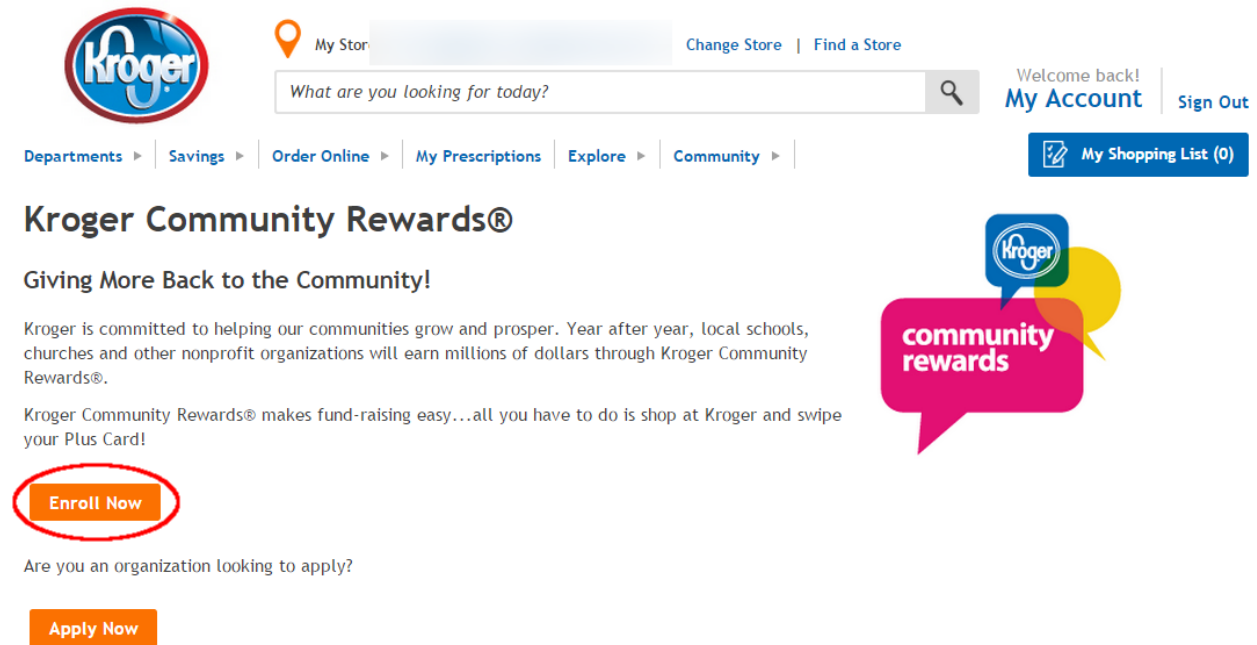 Kroger
My Stor
Change Store | Find a Store
What are you looking for today?
Welcome back!
My Account
Sign Out
Departments
Savings
Order Online
My Prescriptions
Explore
Community
My Shopping List (0)
Kroger Community Rewards®
Giving More Back to the Community!
Kroger is committed to helping our communities grow and prosper. Year after year, local schools,
churches and other nonprofit organizations will earn millions of dollars through Kroger Community
Rewards®.
Kroger Community Rewards® makes fund-raising easy...all you have to do is shop at Kroger and swipe
your Plus Card!
Kroger
community
rewards
Enroll Now
Are you an organization looking to apply?
Apply Now